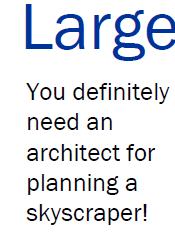 Large
You definitely
need an
architect for
planning a
skyscraper!